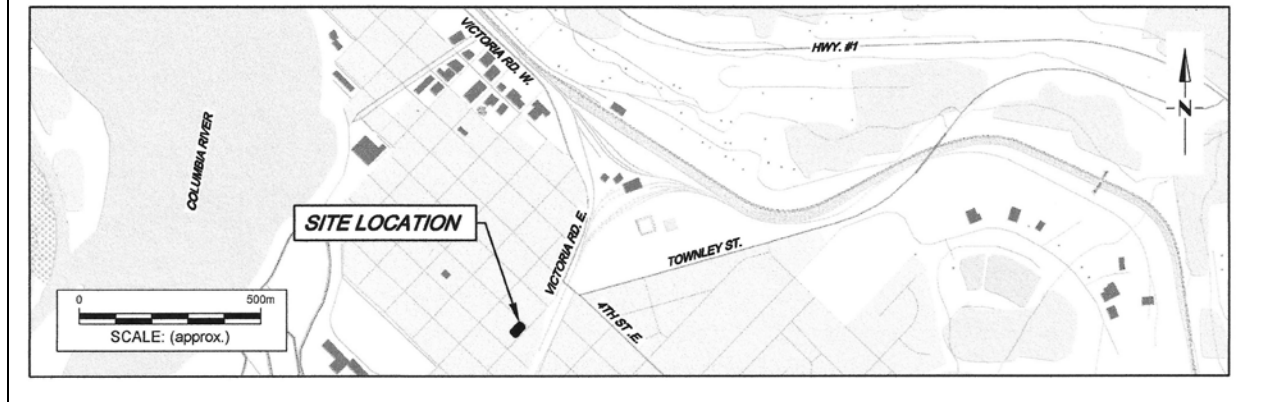 VICTORIA RD. W.
HWY. #1
N
COLUMBIA RIVER
SITE LOCATION
VICTORIA RD. E.
TOWNLEY ST.
4TH ST .E.
0 500m
SCALE: (approx.)